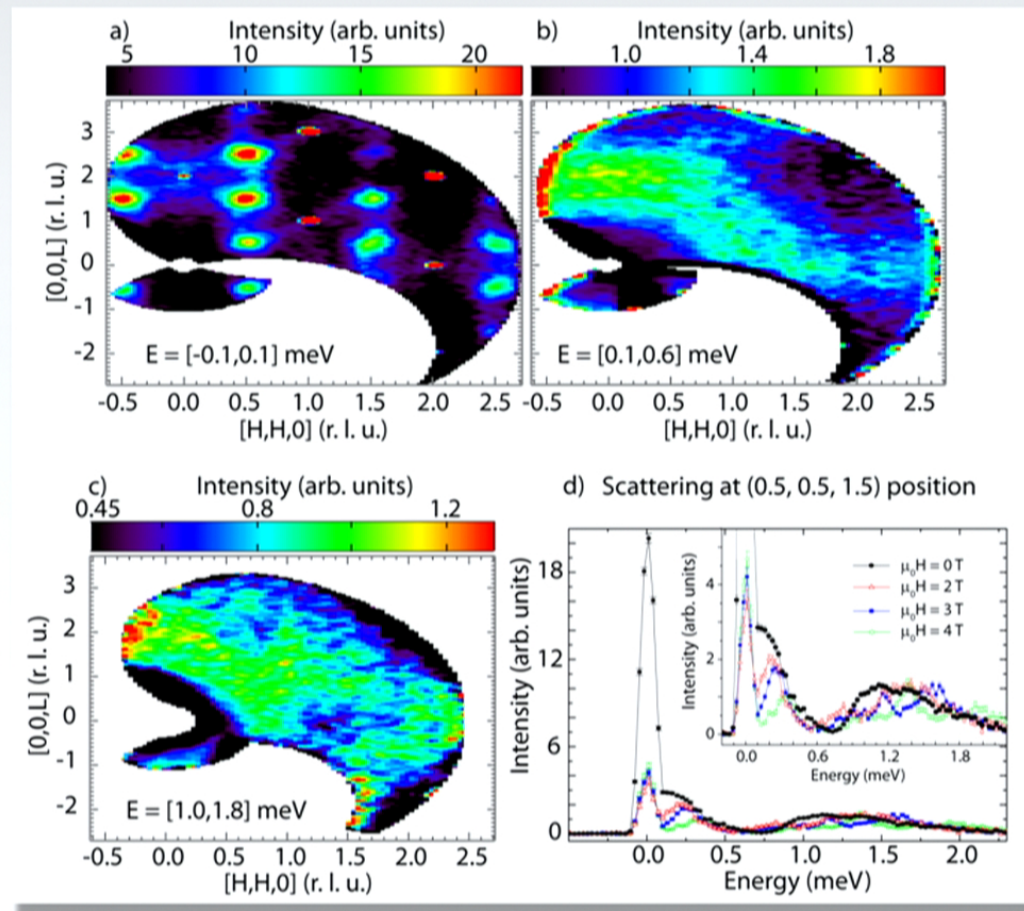 a) Intensity (arb. units)
5 10 15 20
b) Intensity (arb. units)
1.0 1.4 1.8
[0,0,L] (r. l. u.)
3
2
1
0
-1
-2
E = [-0.1,0.1] meV
E = [0.1,0.6] meV
-0.5 0.0 0.5 1.0 1.5 2.0 2.5
-0.5 0.0 0.5 1.0 1.5 2.0 2.5
[H,H,0] (r. l. u.)
[H,H,0] (r. l. u.)
c) Intensity (arb. units)
0.45 0.8 1.2
[0,0,L] (r. l. u.)
3
2
1
0
-1
-2
E = [1.0,1.8] meV
-0.5 0.0 0.5 1.0 1.5 2.0 2.5
[H,H,0] (r. l. u.)
d) Scattering at (0.5, 0.5, 1.5) position
Intensity (arb. units)
18
12
6
0
Intensity (arb. units)
4
2
0
μ₀H = 0 T
μ₀H = 2 T
μ₀H = 3 T
μ₀H = 4 T
0.0 0.6 1.2 1.8
Energy (meV)
0.0 0.5 1.0 1.5 2.0
Energy (meV)